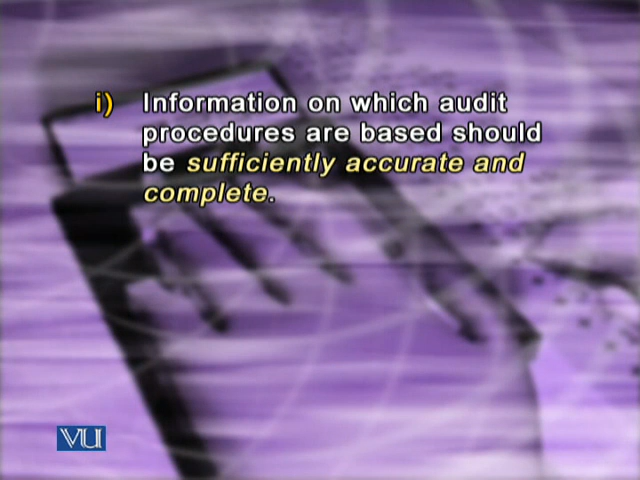 i) Information on which audit
procedures are based should
be sufficiently accurate and
complete.
VU